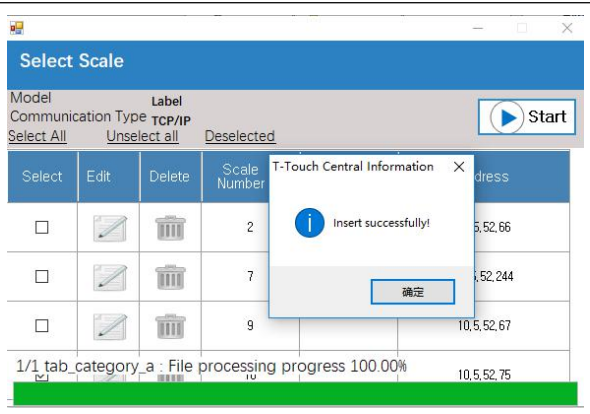 Select Scale
Model Label
Communication Type TCP/IP
Select All Unselect all Deselected
Start
Select Edit Delete Scale Number dress
T-Touch Central Information
Insert successfully!
确定
2 5,52,66
7 ,52,244
9 10,5,52,67
1/1 tab_category_a : File processing progress 100.00%
10,5,52,75